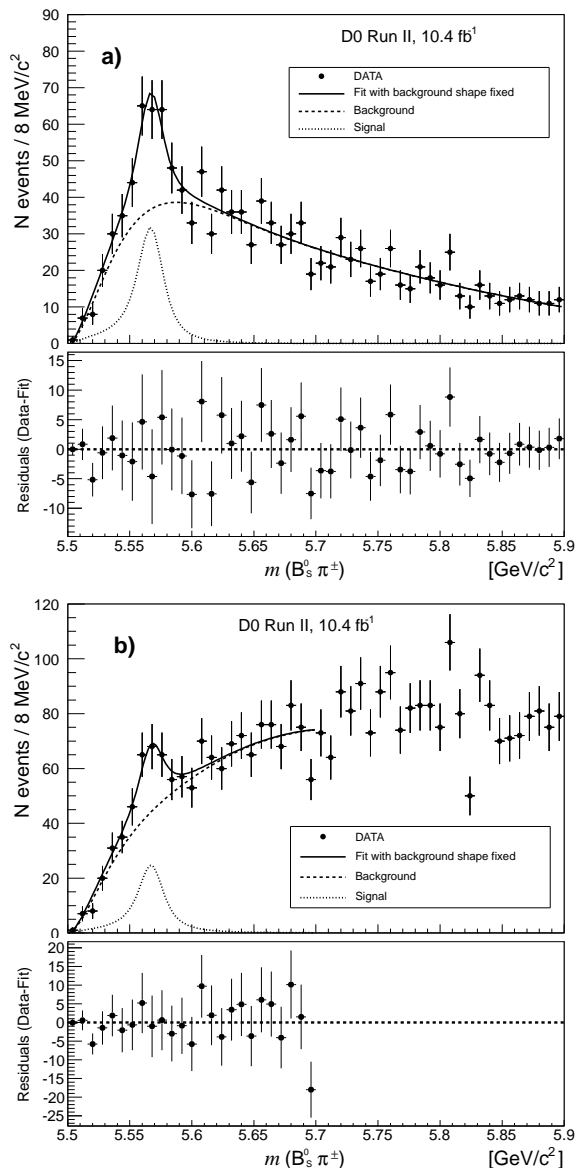 D0 Run II, 10.4 fb⁻¹
a)
DATA
Fit with background shape fixed
Background
Signal
N events / 8 MeV/c²
80
70
60
50
40
30
20
10
0
Residuals (Data-Fit)
15
10
5
0
-5
-10
5.5 5.55 5.6 5.65 5.7 5.75 5.8 5.85 5.9
m (B⁰ₛ π±) [GeV/c²]
D0 Run II, 10.4 fb⁻¹
b)
N events / 8 MeV/c²
120
100
80
60
40
20
0
DATA
Fit with background shape fixed
Background
Signal
Residuals (Data-Fit)
20
15
10
5
0
-5
-10
-15
-20
-25
5.5 5.55 5.6 5.65 5.7 5.75 5.8 5.85 5.9
m (B⁰ₛ π±) [GeV/c²]